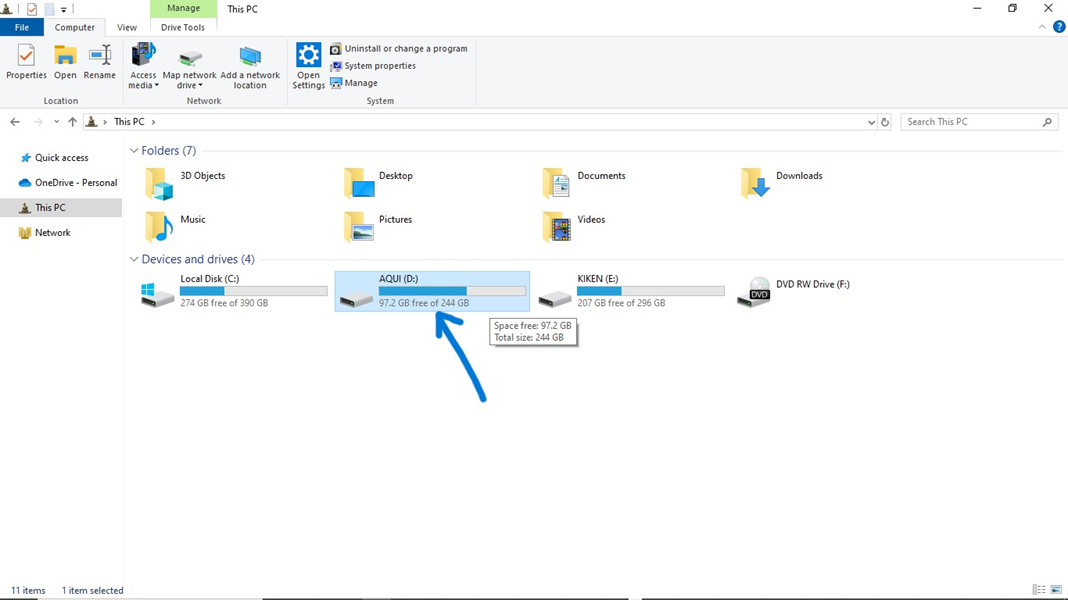 Manage
This PC
File
Computer
View
Drive Tools
Properties
Open
Rename
Access
media
Map network
drive
Add a network
location
Open
Settings
Uninstall or change a program
System properties
Manage
Location
Network
System
This PC
Search This PC
Quick access
OneDrive - Personal
This PC
Network
Folders (7)
3D Objects
Desktop
Documents
Downloads
Music
Pictures
Videos
Devices and drives (4)
Local Disk (C:)
274 GB free of 390 GB
AQUI (D:)
97.2 GB free of 244 GB
KIKEN (E:)
207 GB free of 296 GB
DVD
DVD RW Drive (F:)
Space free: 97.2 GB
Total size: 244 GB
11 items
1 item selected